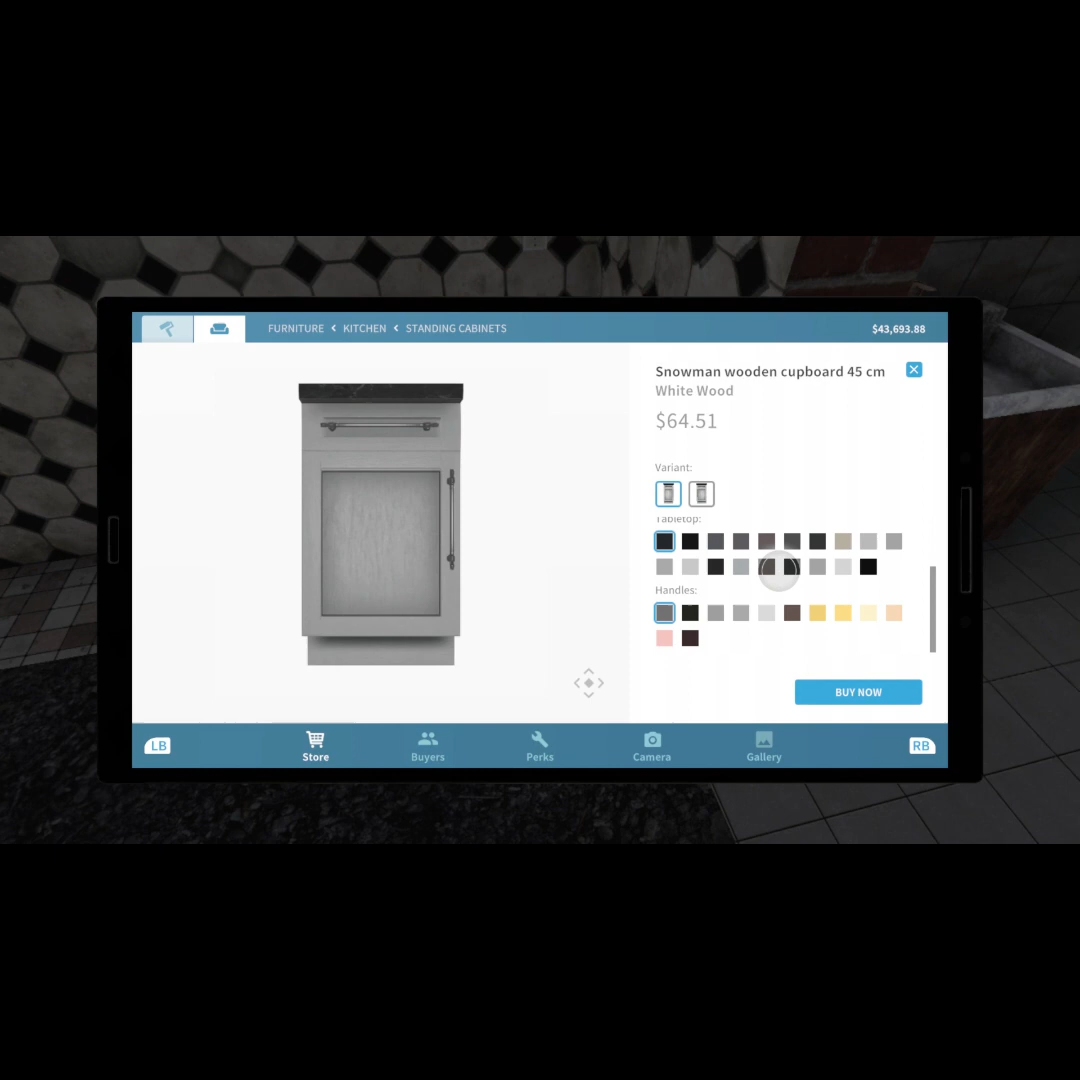 FURNITURE < KITCHEN < STANDING CABINETS
$43,693.88
Snowman wooden cupboard 45 cm
White Wood
$64.51
Variant:
Tabletop:
Handles:
BUY NOW
LB
Store
Buyers
Perks
Camera
Gallery
RB